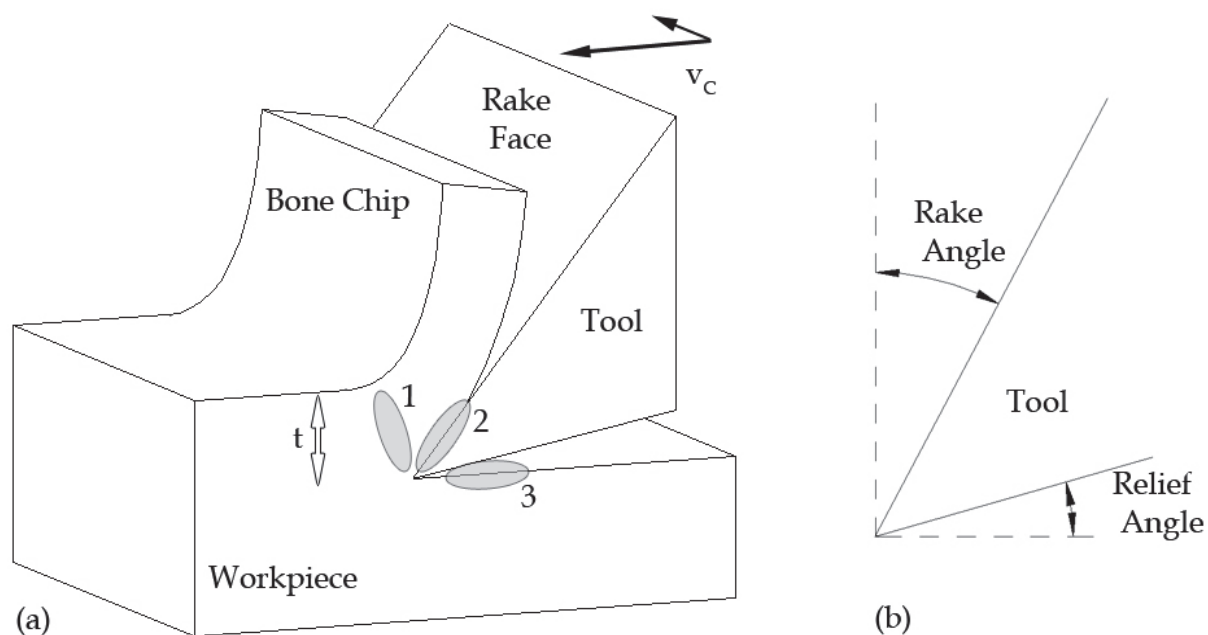 v_C
Rake
Face
Bone Chip
Tool
1
2
t
3
Workpiece
(a)
Rake
Angle
Tool
Relief
Angle
(b)